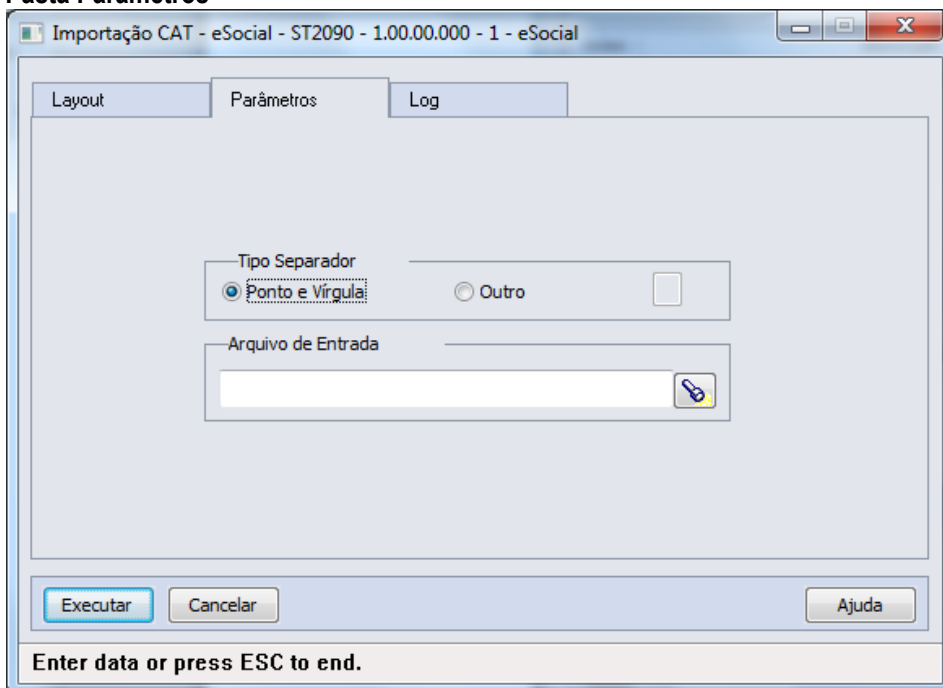 Pasta Parâmetros
Importação CAT - eSocial - ST2090 - 1.00.00.000 - 1 - eSocial
Layout Parâmetros Log
Tipo Separador
Ponto e Vírgula Outro
Arquivo de Entrada
Executar Cancelar Ajuda
Enter data or press ESC to end.